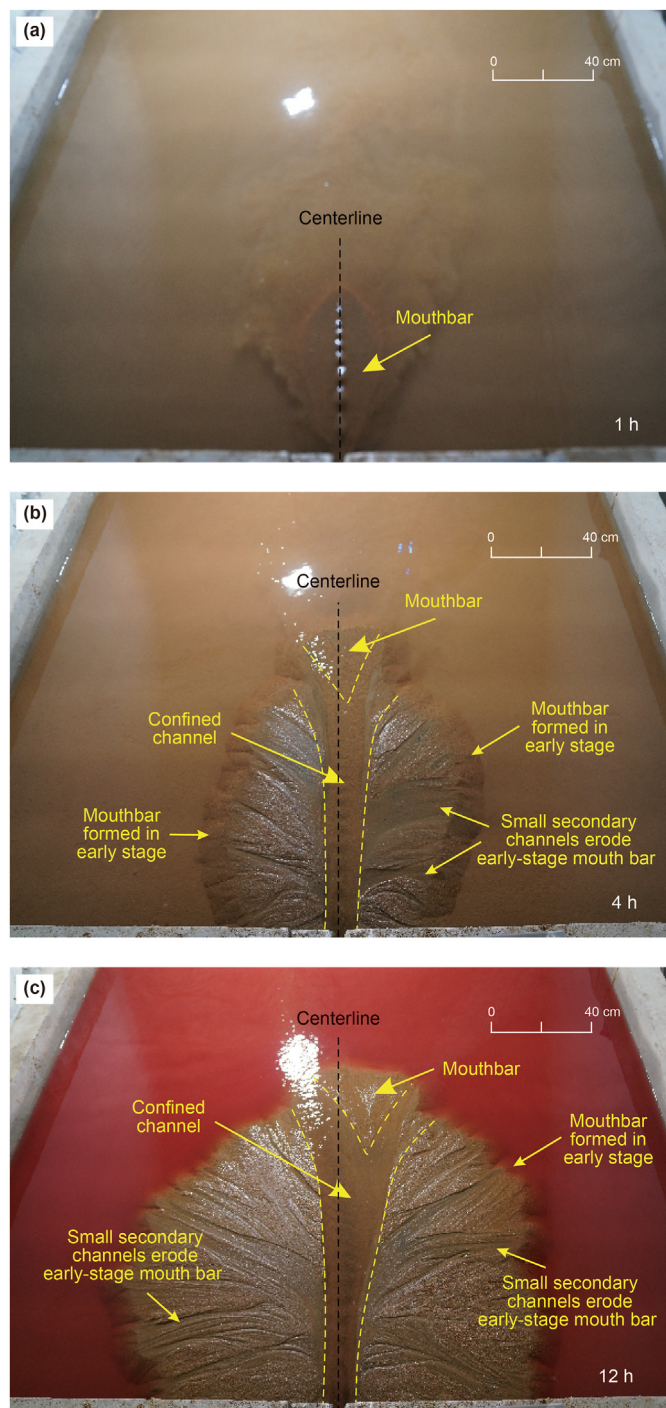 (a)
0 40 cm
Centerline
Mouthbar
1 h
(b)
0 40 cm
Centerline
Mouthbar
Confined
channel
Mouthbar
formed in
early stage
Mouthbar
formed in
early stage
Small secondary
channels erode
early-stage mouth bar
4 h
(c)
0 40 cm
Centerline
Mouthbar
Confined
channel
Mouthbar
formed in
early stage
Small secondary
channels erode
early-stage mouth bar
Small secondary
channels erode
early-stage mouth bar
12 h